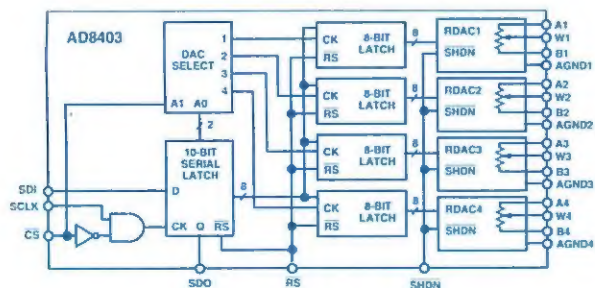 AD8403
DAC
SELECT
1
2
3
4
A1 A0
2
10-BIT
SERIAL
LATCH
D
CK Q RS
8
SDI
SCLK
CS
SDO
RS
SHDN
8-BIT
LATCH
CK
RS
8
RDAC1
SHDN
A1
W1
B1
AGND1
8-BIT
LATCH
CK
RS
8
RDAC2
SHDN
A2
W2
B2
AGND2
8-BIT
LATCH
CK
RS
8
RDAC3
SHDN
A3
W3
B3
AGND3
8-BIT
LATCH
CK
RS
8
RDAC4
SHDN
A4
W4
B4
AGND4